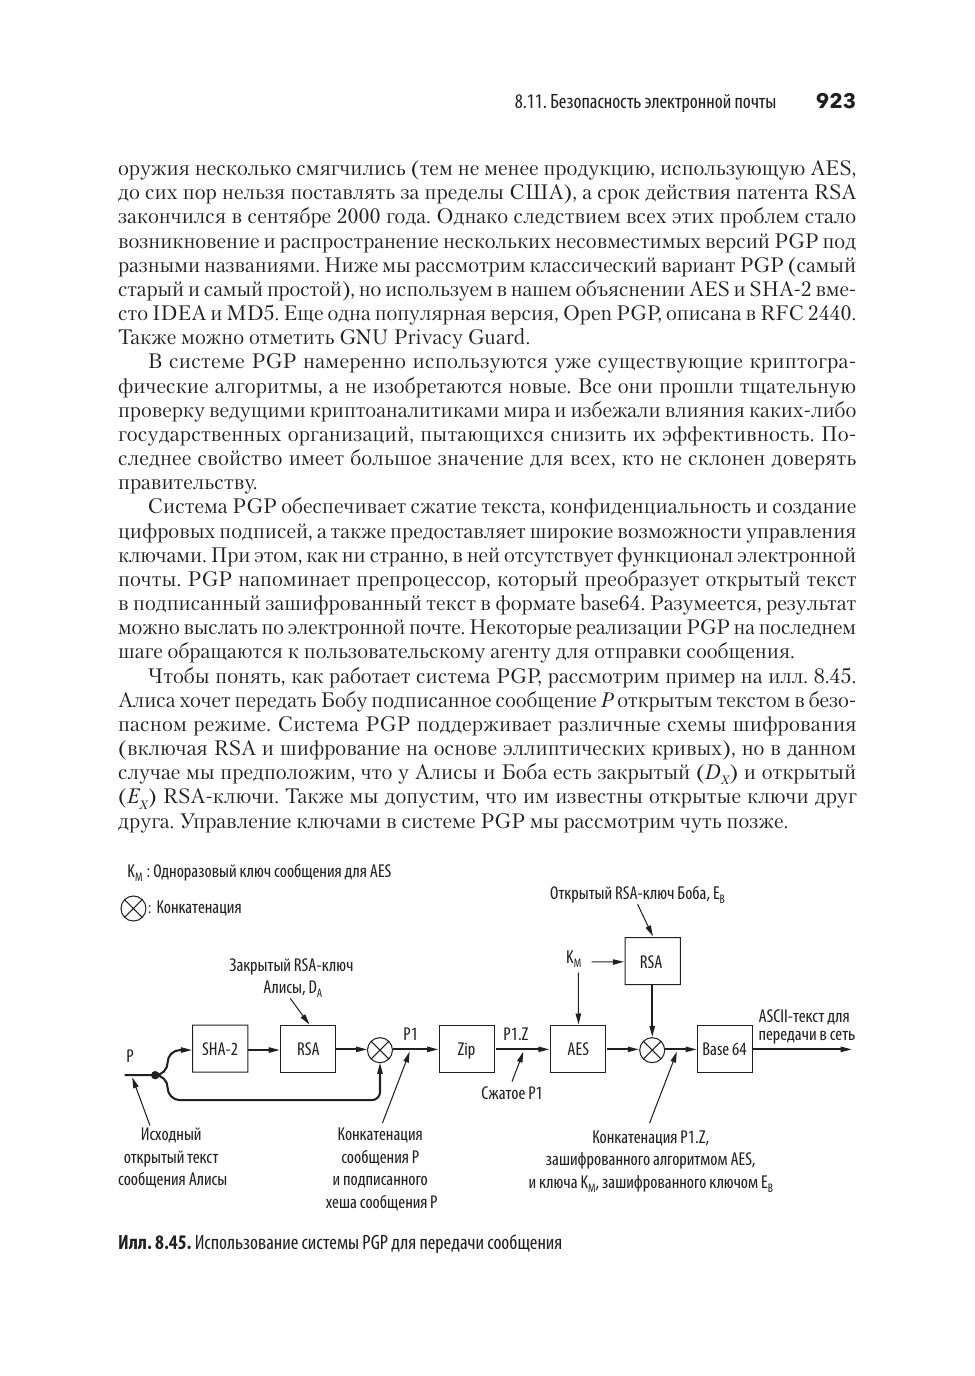 8.11. Безопасность электронной почты 923
оружия несколько смягчились (тем не менее продукцию, использующую AES,
до сих пор нельзя поставлять за пределы США), а срок действия патента RSA
закончился в сентябре 2000 года. Однако следствием всех этих проблем стало
возникновение и распространение нескольких несовместимых версий PGP под
разными названиями. Ниже мы рассмотрим классический вариант PGP (самый
старый и самый простой), но используем в нашем объяснении AES и SHA-2 вме-
сто IDEA и MD5. Еще одна популярная версия, Open PGP, описана в RFC 2440.
Также можно отметить GNU Privacy Guard.
В системе PGP намеренно используются уже существующие криптогра-
фические алгоритмы, а не изобретаются новые. Все они прошли тщательную
проверку ведущими криптоаналитиками мира и избежали влияния каких-либо
государственных организаций, пытающихся снизить их эффективность. По-
следнее свойство имеет большое значение для всех, кто не склонен доверять
правительству.
Система PGP обеспечивает сжатие текста, конфиденциальность и создание
цифровых подписей, а также предоставляет широкие возможности управления
ключами. При этом, как ни странно, в ней отсутствует функционал электронной
почты. PGP напоминает препроцессор, который преобразует открытый текст
в подписанный зашифрованный текст в формате base64. Разумеется, результат
можно выслать по электронной почте. Некоторые реализации PGP на последнем
шаге обращаются к пользовательскому агенту для отправки сообщения.
Чтобы понять, как работает система PGP, рассмотрим пример на илл. 8.45.
Алиса хочет передать Бобу подписанное сообщение P открытым текстом в безо-
пасном режиме. Система PGP поддерживает различные схемы шифрования
(включая RSA и шифрование на основе эллиптических кривых), но в данном
случае мы предположим, что у Алисы и Боба есть закрытый (DX) и открытый
(EX) RSA-ключи. Также мы допустим, что им известны открытые ключи друг
друга. Управление ключами в системе PGP мы рассмотрим чуть позже.
KM : Одноразовый ключ сообщения для AES
: Конкатенация
Открытый RSA-ключ Боба, EB
KM
RSA
Закрытый RSA-ключ
Алисы, DA
ASCII-текст для
передачи в сеть
P
SHA-2
RSA
P1
Zip
P1.Z
AES
Base 64
Сжатое P1
Исходный
открытый текст
сообщения Алисы
Конкатенация
сообщения P
и подписанного
хеша сообщения P
Конкатенация P1.Z,
зашифрованного алгоритмом AES,
и ключа KM, зашифрованного ключом EB
Илл. 8.45. Использование системы PGP для передачи сообщения